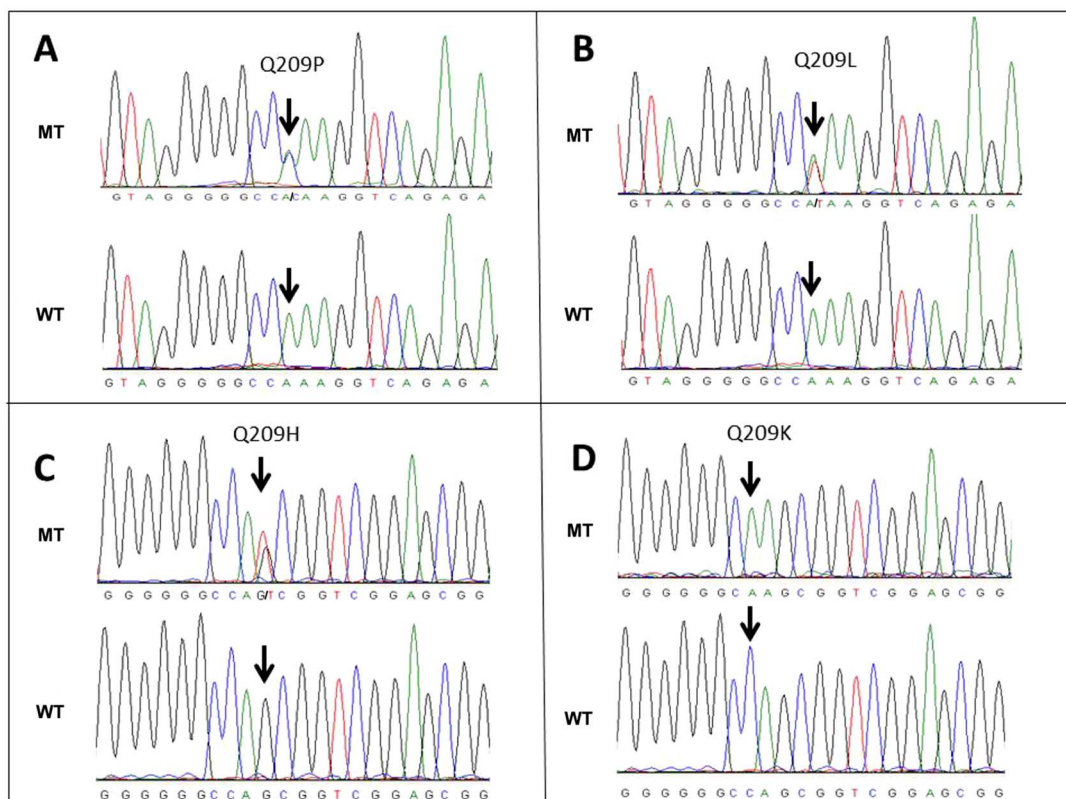 A
Q209P
MT
G T A G G G G G C C A/C A A G G T C A G A G A
WT
G T A G G G G G C C A A A G G T C A G A G A
B
Q209L
MT
G T A G G G G G C C A/T A A G G T C A G A G A
WT
G T A G G G G G C C A A A G G T C A G A G A
C
Q209H
MT
G G G G G G C C A G/T C G G T C G G A G C G G
WT
G G G G G G C C A G C G G T C G G A G C G G
D
Q209K
MT
G G G G G G C A A G C G G T C G G A G C G G
WT
G G G G G G C C A G C G G T C G G A G C G G